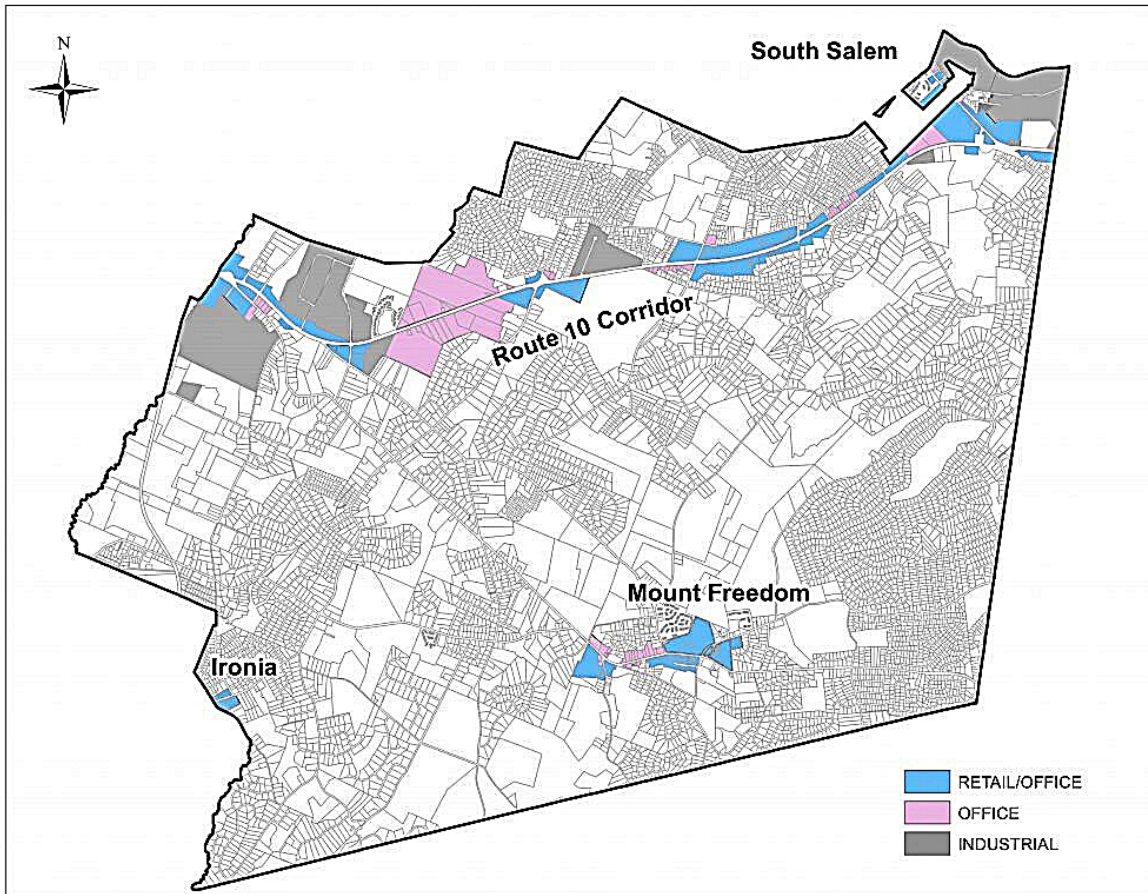 South Salem
N
Route 10 Corridor
Mount Freedom
Ironia
RETAIL/OFFICE
OFFICE
INDUSTRIAL